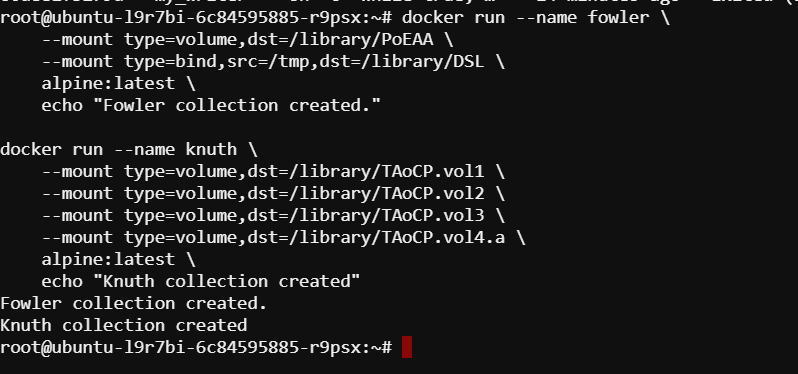 root@ubuntu-l9r7bi-6c84595885-r9psx:~# docker run --name fowler \
    --mount type=volume,dst=/library/PoEAA \
    --mount type=bind,src=/tmp,dst=/library/DSL \
    alpine:latest \
    echo "Fowler collection created."

docker run --name knuth \
    --mount type=volume,dst=/library/TAoCP.vol1 \
    --mount type=volume,dst=/library/TAoCP.vol2 \
    --mount type=volume,dst=/library/TAoCP.vol3 \
    --mount type=volume,dst=/library/TAoCP.vol4.a \
    alpine:latest \
    echo "Knuth collection created"
Fowler collection created.
Knuth collection created
root@ubuntu-l9r7bi-6c84595885-r9psx:~#